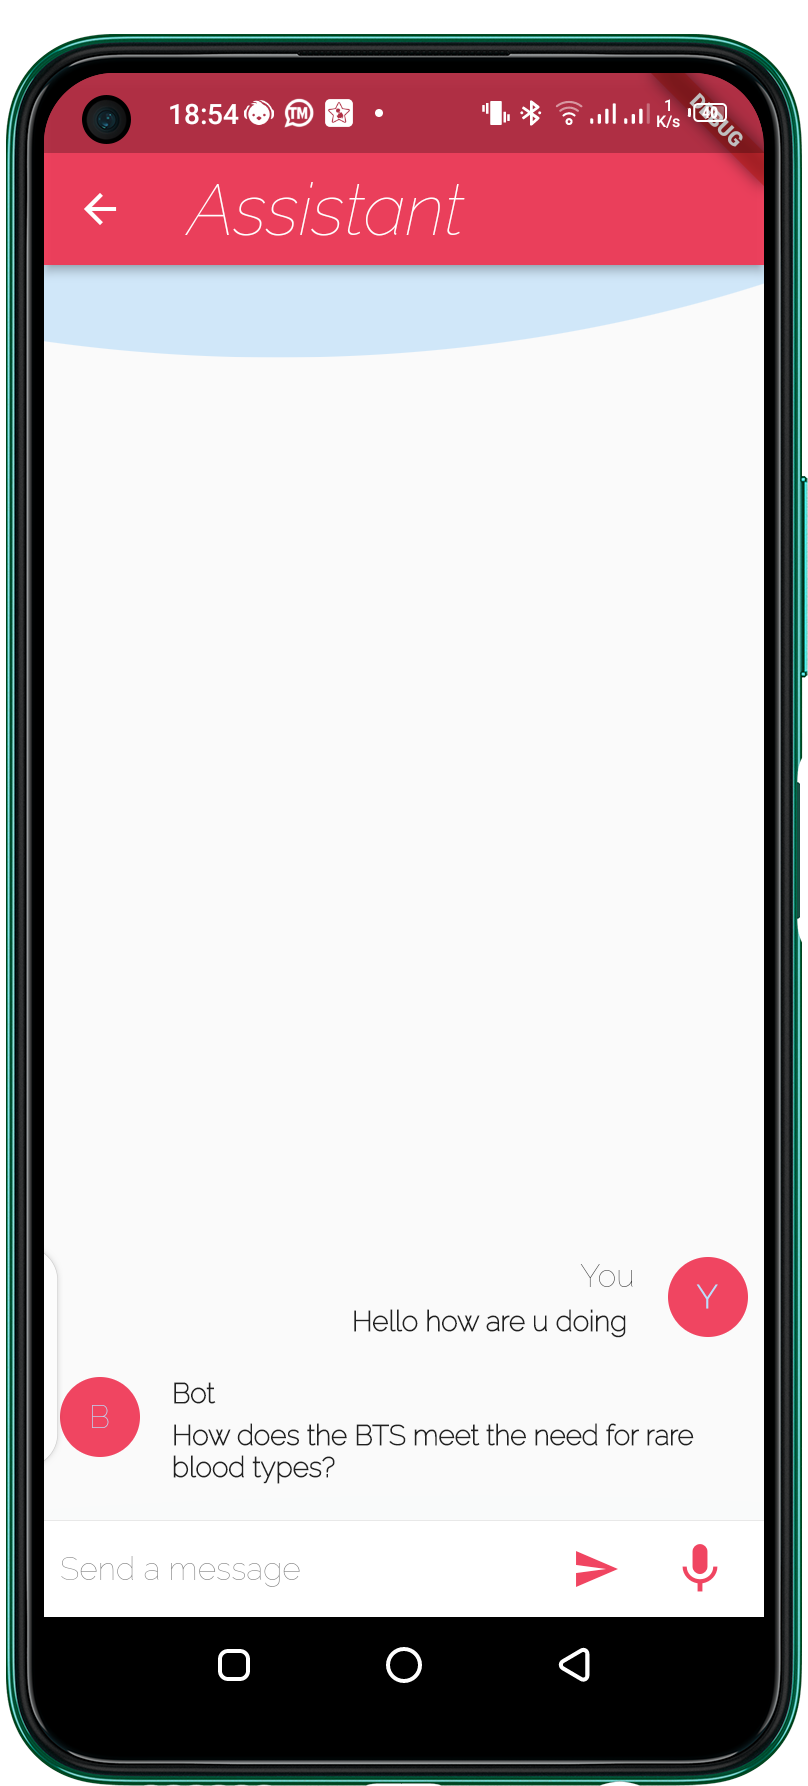 18:54 TM 1 K/s 40 DEBUG
Assistant
You
Y
Hello how are u doing
Bot
B
How does the BTS meet the need for rare
blood types?
Send a message